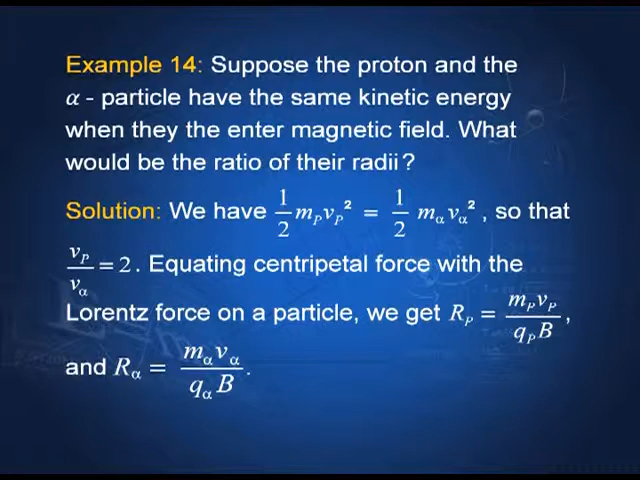 Example 14: Suppose the proton and the
α - particle have the same kinetic energy
when they the enter magnetic field. What
would be the ratio of their radii?
Solution: We have 1/2 m_P v_P² = 1/2 m_α v_α², so that
v_P/v_α = 2. Equating centripetal force with the
Lorentz force on a particle, we get R_P = m_P v_P / q_P B,
and R_α = m_α v_α / q_α B.